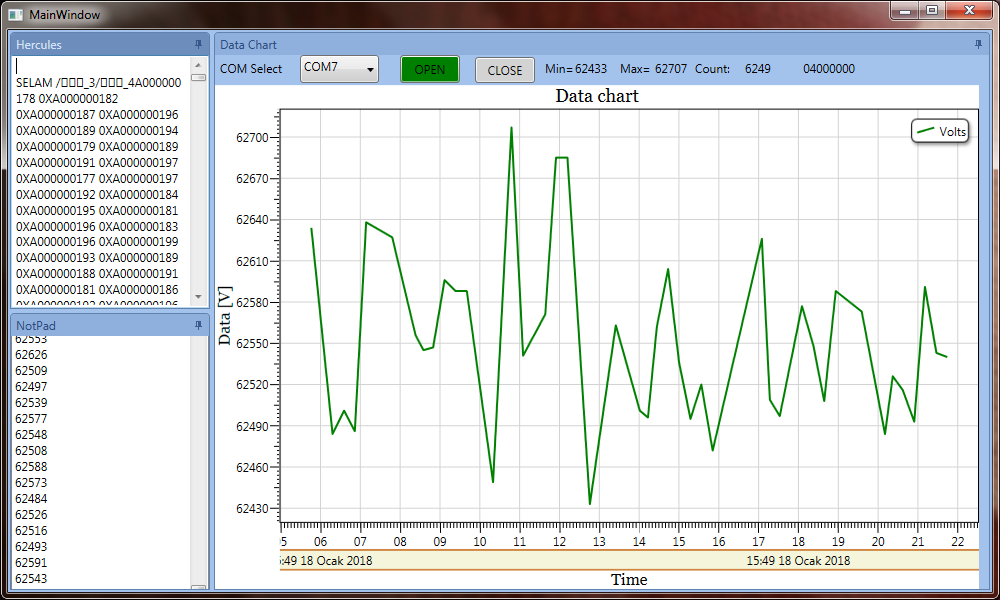 MainWindow
Hercules
SELAM /□□□_3/□□□_4A000000
178 0XA000000182
0XA000000187 0XA000000196
0XA000000189 0XA000000194
0XA000000179 0XA000000189
0XA000000191 0XA000000197
0XA000000177 0XA000000197
0XA000000192 0XA000000184
0XA000000195 0XA000000181
0XA000000196 0XA000000183
0XA000000196 0XA000000199
0XA000000193 0XA000000189
0XA000000188 0XA000000191
0XA000000181 0XA000000186
NotPad
62553
62626
62509
62497
62539
62577
62548
62508
62588
62573
62484
62526
62516
62493
62591
62543
Data Chart
COM Select COM7 OPEN CLOSE Min= 62433 Max= 62707 Count: 6249 04000000
Data chart
Volts
Data [V]
62700
62670
62640
62610
62580
62550
62520
62490
62460
62430
06 07 08 09 10 11 12 13 14 15 16 17 18 19 20 21 22
:49 18 Ocak 2018 15:49 18 Ocak 2018
Time